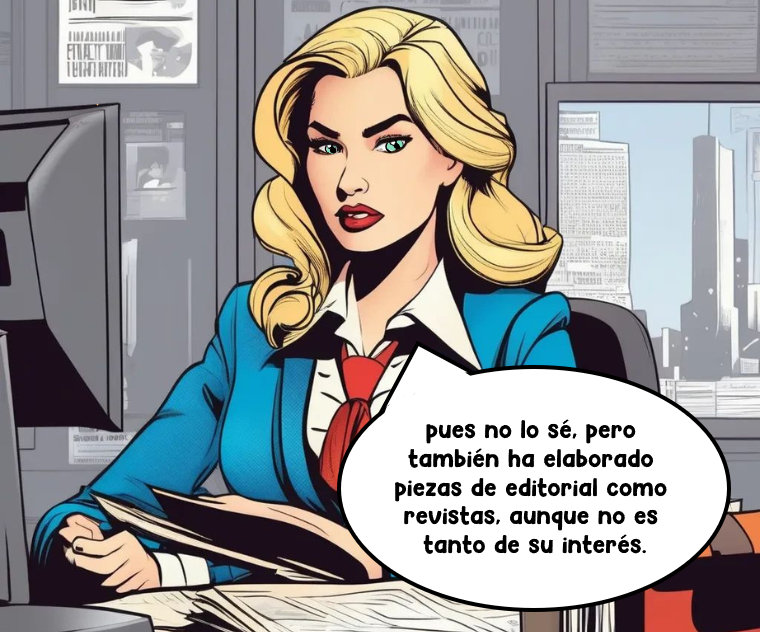 pues no lo sé, pero
también ha elaborado
piezas de editorial como
revistas, aunque no es
tanto de su interés.